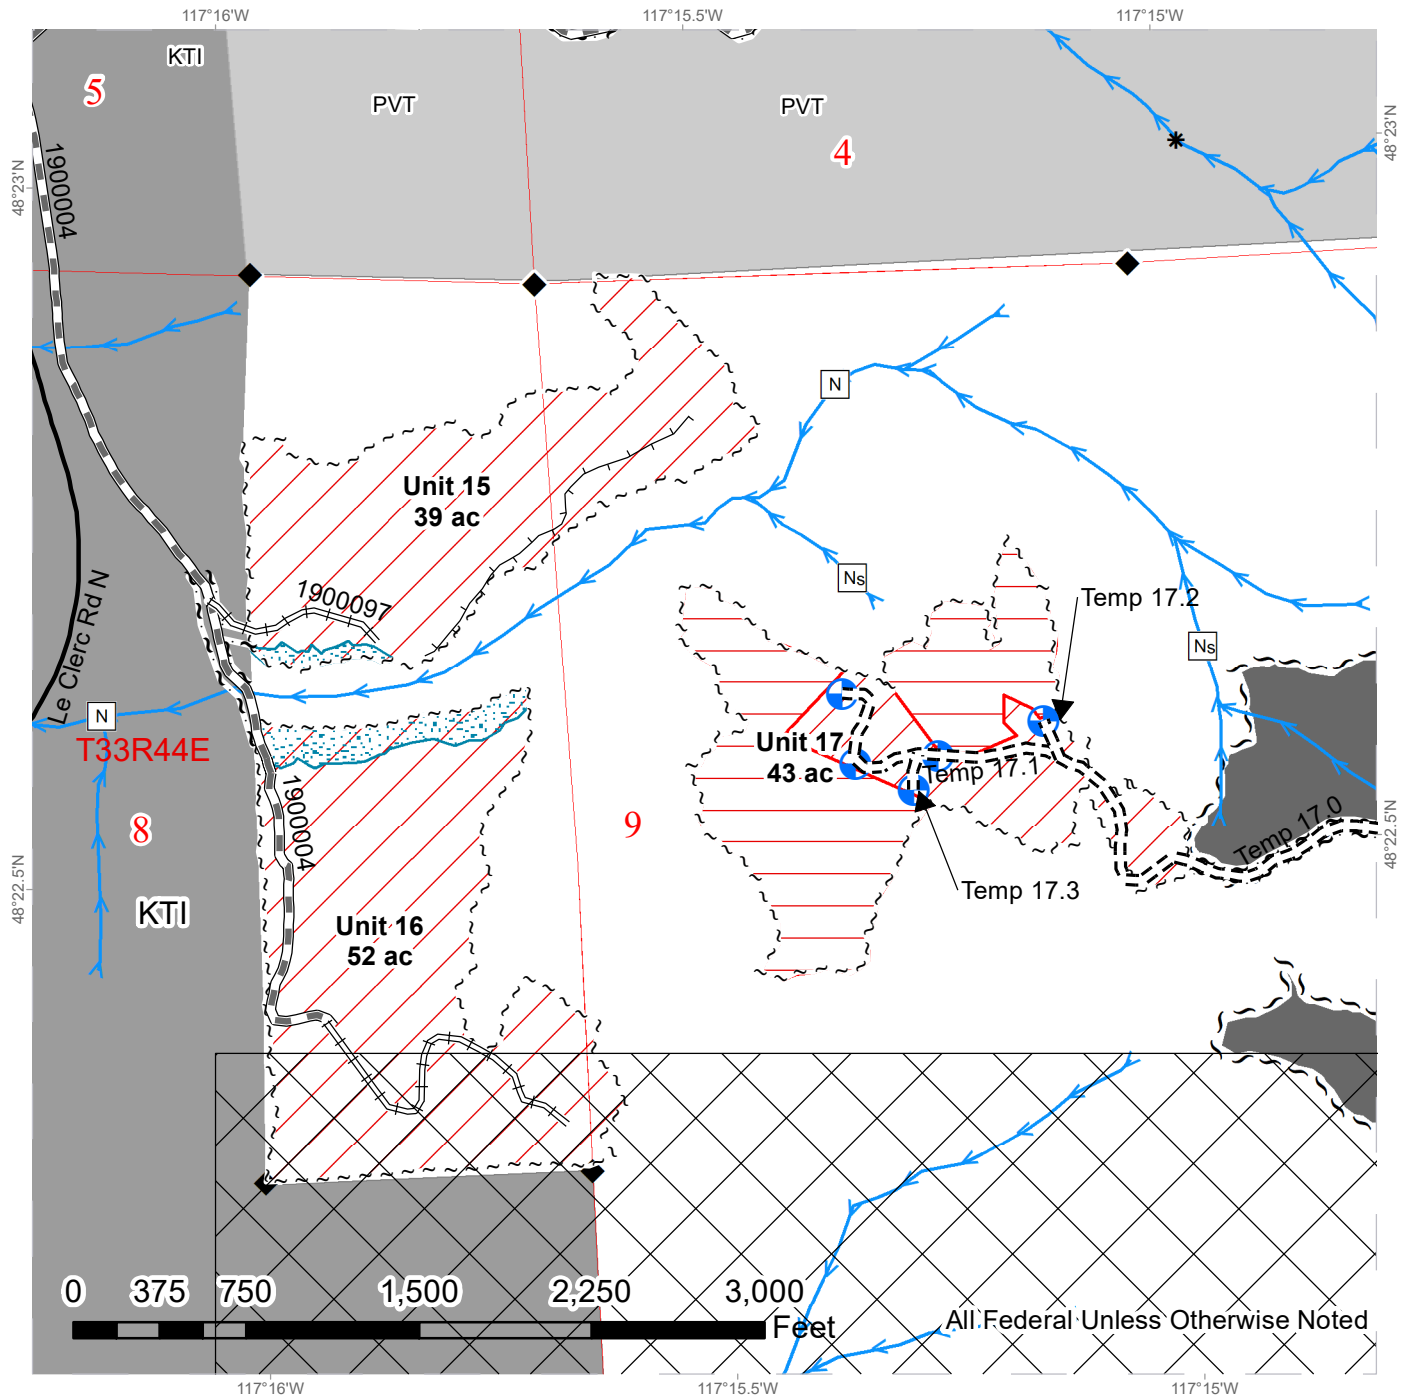 117°16'W
117°15.5'W
117°15'W
KTI
5
PVT
PVT
4
48°23'N
48°23'N
1900004
N
Unit 15
39 ac
Ns
1900097
Temp 17.2
Le Clerc Rd N
Ns
N
T33R44E
Unit 17
43 ac
Temp 17.1
1900004
8
9
Temp 17.0
48°22.5'N
48°22.5'N
Temp 17.3
KTI
Unit 16
52 ac
0 375 750 1,500 2,250 3,000
Feet
All Federal Unless Otherwise Noted
117°16'W
117°15.5'W
117°15'W